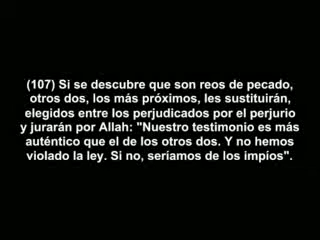 (107) Si se descubre que son reos de pecado,
otros dos, los más próximos, les sustituirán,
elegidos entre los perjudicados por el perjurio
y jurarán por Allah: "Nuestro testimonio es más
auténtico que el de los otros dos. Y no hemos
violado la ley. Si no, seríamos de los impíos".